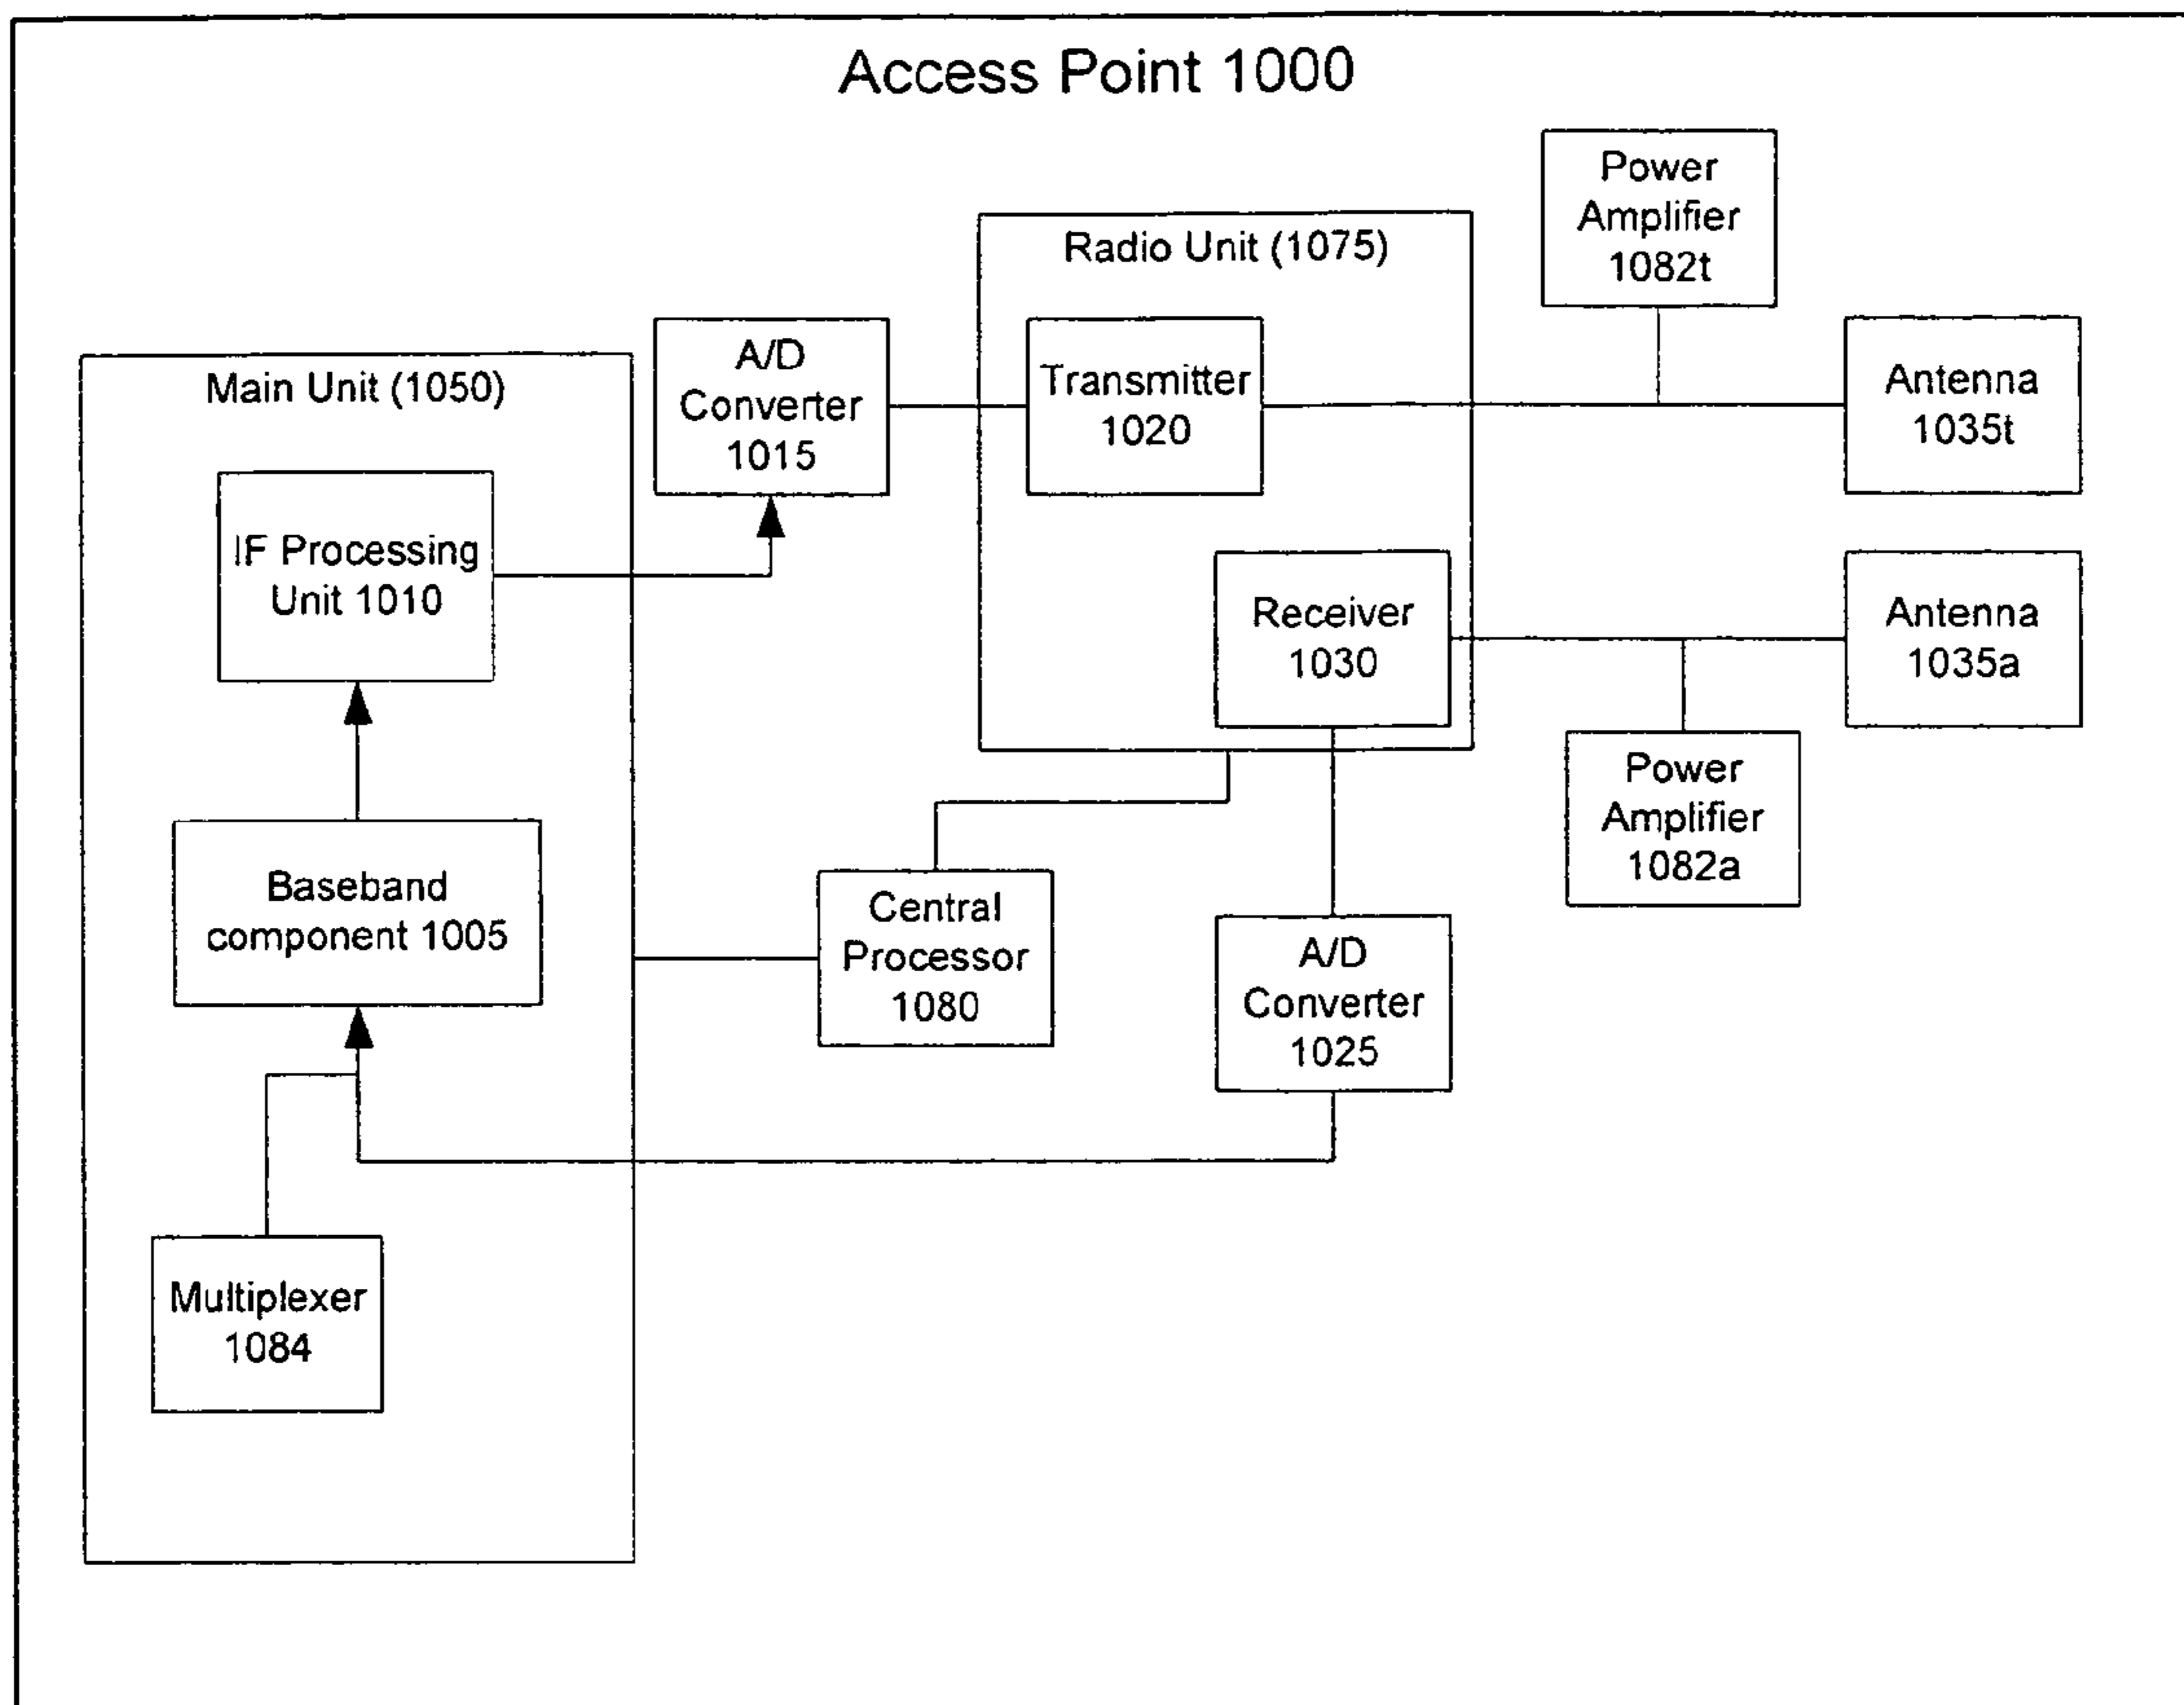 Access Point 1000
Power
Amplifier
1082t
Radio Unit (1075)
A/D
Converter
1015
Transmitter
1020
Antenna
1035t
Main Unit (1050)
IF Processing
Unit 1010
Receiver
1030
Antenna
1035a
Power
Amplifier
1082a
Baseband
component 1005
Central
Processor
1080
A/D
Converter
1025
Multiplexer
1084